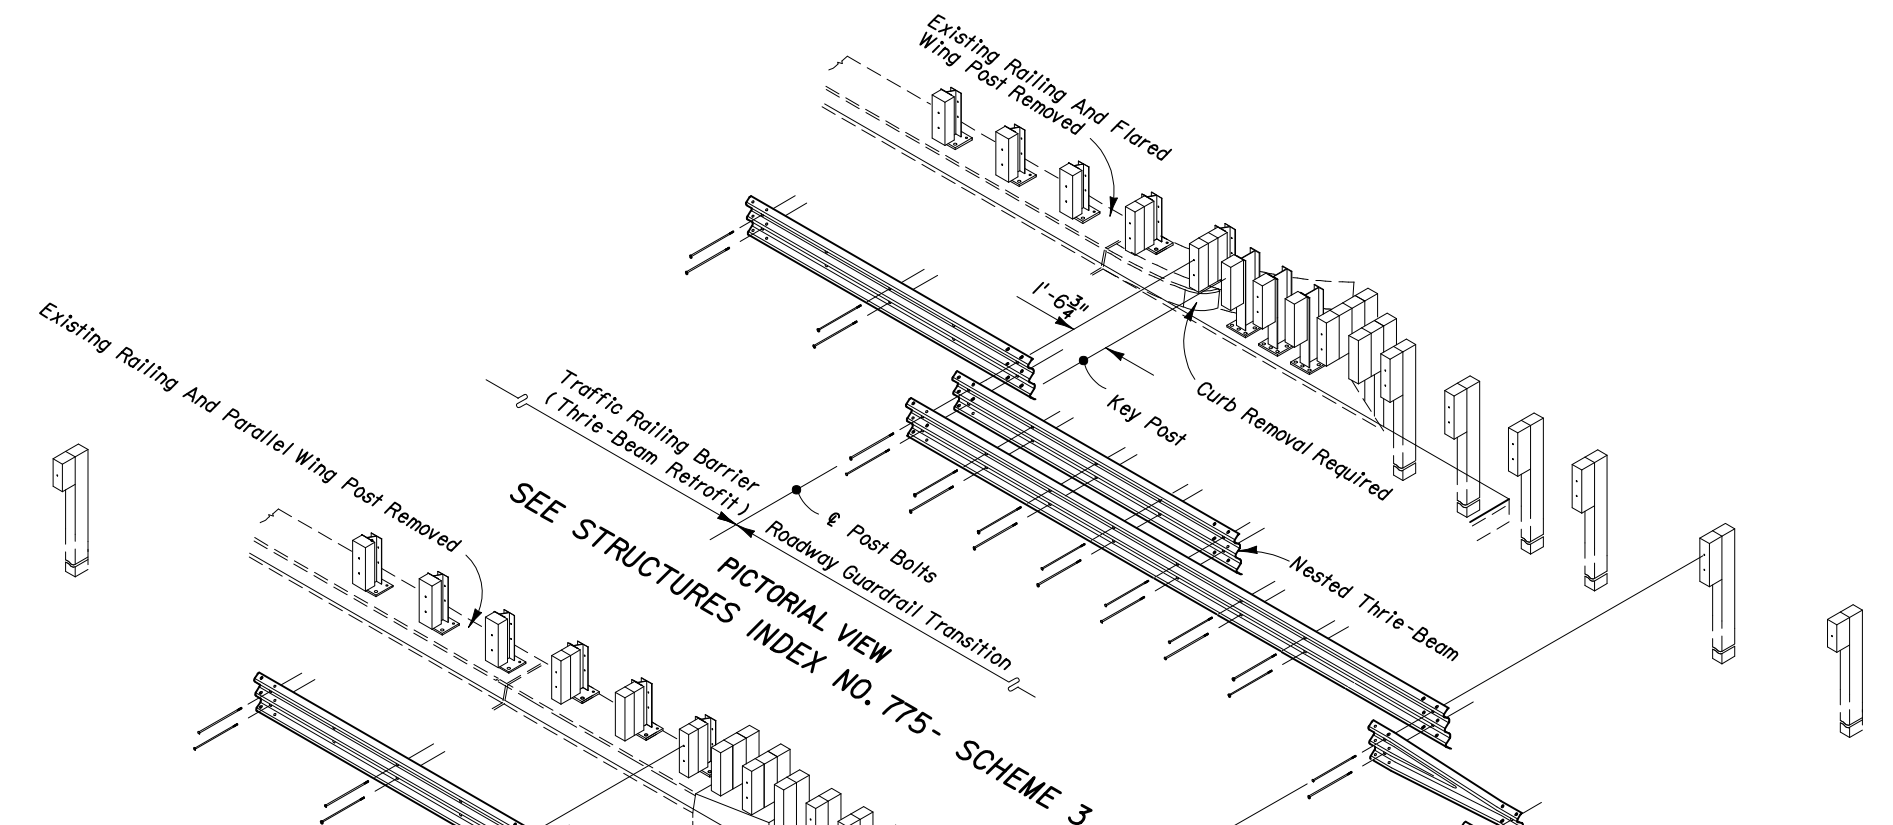 Existing Railing And Flared
Wing Post Removed
1'-6 3/4"
Key Post
Curb Removal Required
Existing Railing And Parallel Wing Post Removed
Traffic Railing Barrier
(Thrie-Beam Retrofit)
℄ Post Bolts
Roadway Guardrail Transition
Nested Thrie-Beam
PICTORIAL VIEW
SEE STRUCTURES INDEX NO. 775- SCHEME 3